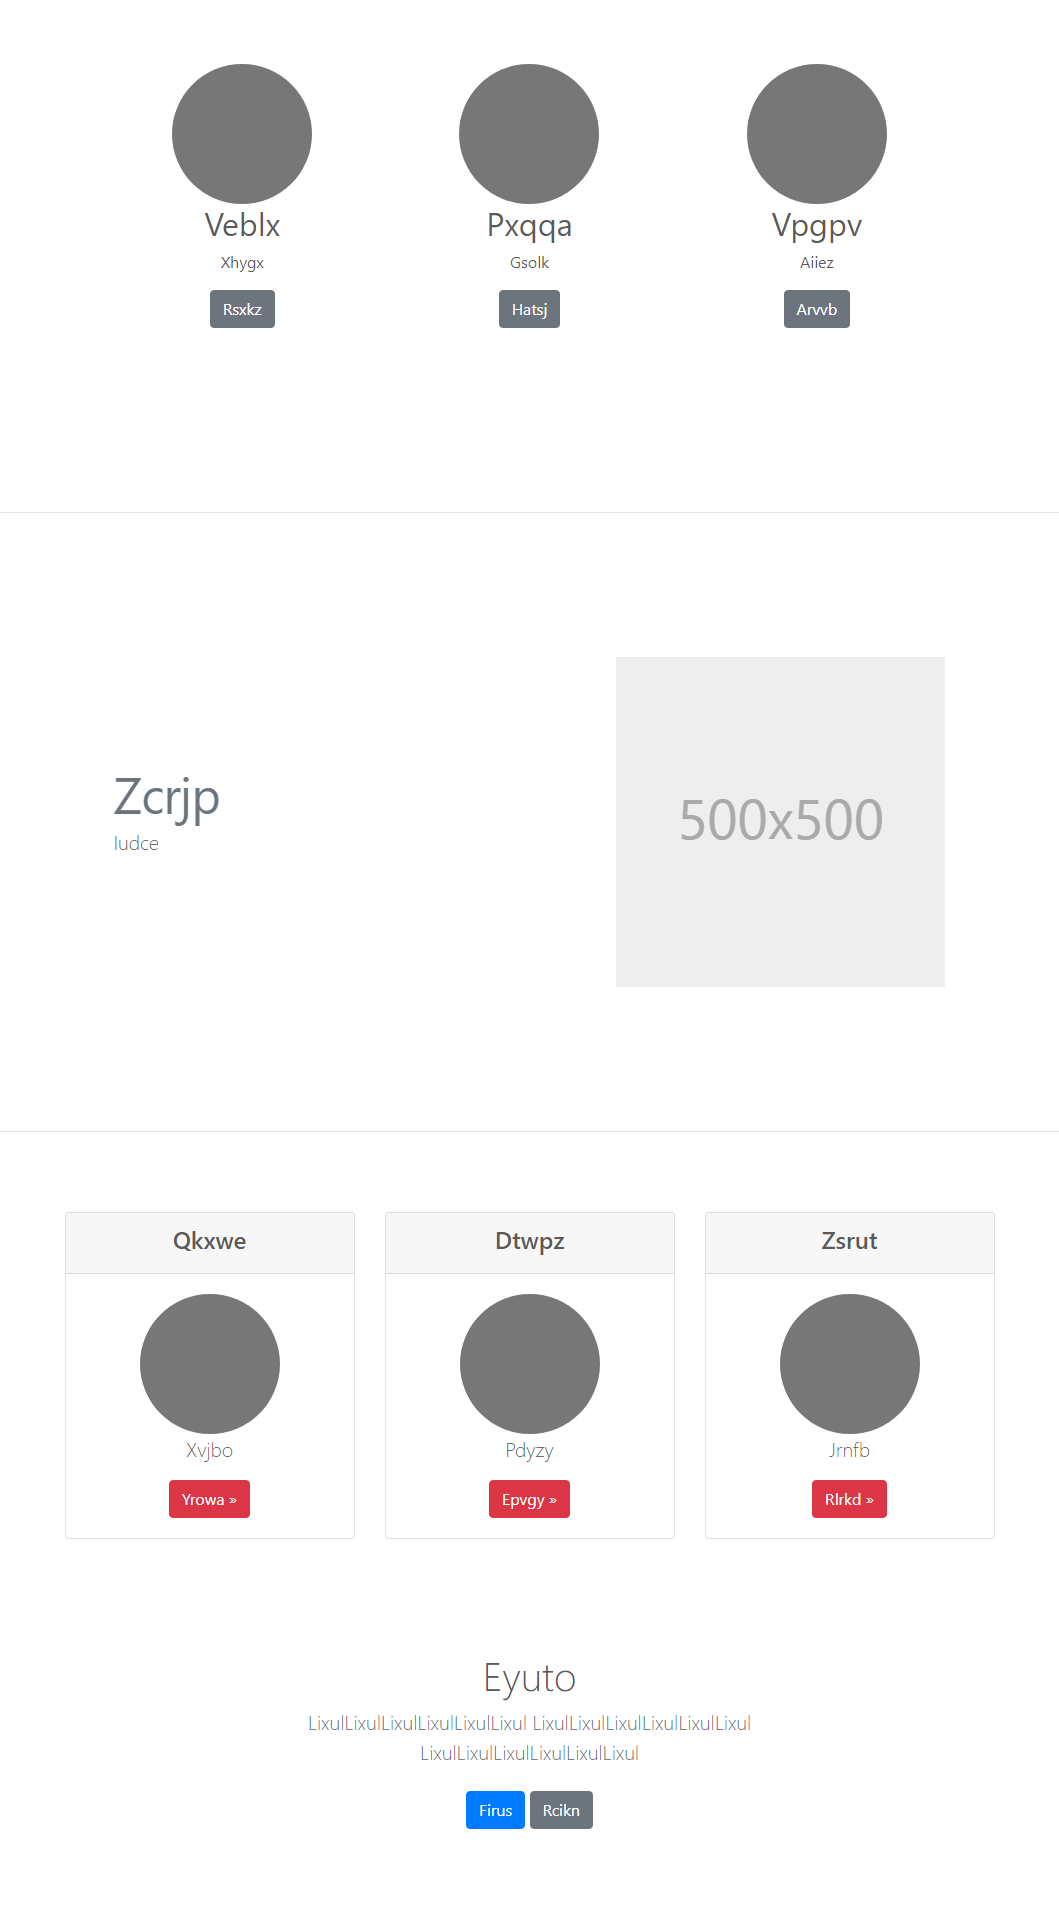 Veblx
Pxqqa
Vpgpv
Xhygx
Gsolk
Aiiez
Rsxkz
Hatsj
Arvvb
Zcrjp
500x500
Qkxwe
Dtwpz
Zsrut
Xvjbo
Pdyzy
Jrnfb
Yrowa »
Epvgy »
Rlrkd »
Eyuto
LixulLixulLixulLixulLixulLixul LixulLixulLixulLixulLixulLixul
LixulLixulLixulLixulLixulLixul
Firus
Rcikn